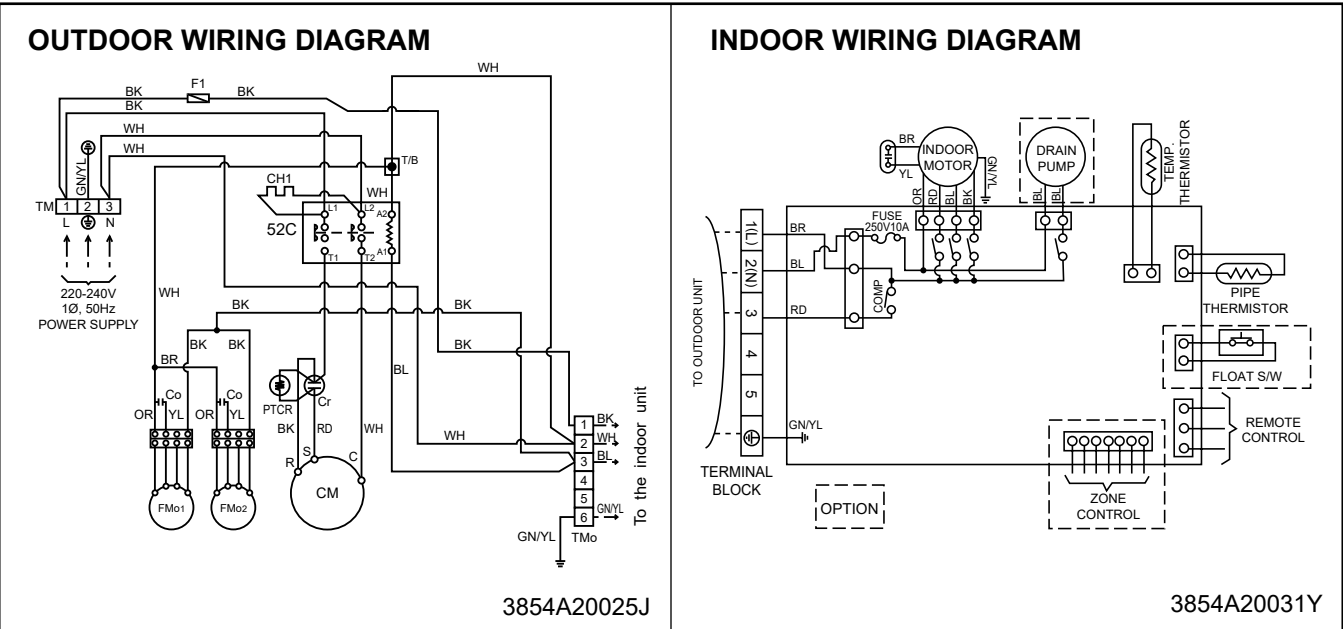 OUTDOOR WIRING DIAGRAM
WH
F1
BK
BK
BK
WH
WH
GN/YL
T/B
CH1
WH
TM
1
2
3
L
N
L1
L2
A2
52C
T1
T2
A1
220-240V
1Ø, 50Hz
POWER SUPPLY
WH
BK
BK
BK
BK
BK
BR
BL
Co
Co
OR
YL
OR
YL
PTCR
Cr
BK
RD
WH
WH
S
R
C
CM
FMo1
FMo2
1
BK
2
WH
3
BL
4
5
6
GN/YL
GN/YL
TMo
To the indoor unit
3854A20025J
INDOOR WIRING DIAGRAM
BR
YL
INDOOR
MOTOR
GN/YL
DRAIN
PUMP
TEMP.
THERMISTOR
OR
RD
BL
BK
BL
BL
FUSE
250V10A
1(L)
BR
2(N)
BL
COMP
3
RD
4
5
GN/YL
TO OUTDOOR UNIT
TERMINAL
BLOCK
PIPE
THERMISTOR
FLOAT S/W
REMOTE
CONTROL
ZONE
CONTROL
OPTION
3854A20031Y